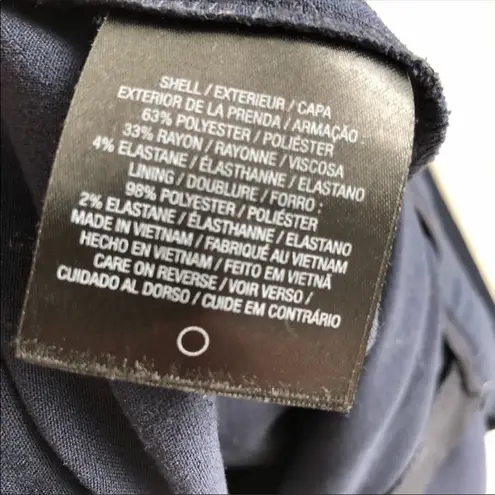 SHELL / EXTERIEUR / CAPA
EXTERIOR DE LA PRENDA / ARMAÇÃO :
63% POLYESTER / POLIÉSTER
33% RAYON / RAYONNE / VISCOSA
4% ELASTANE / ÉLASTHANNE / ELASTANO
LINING / DOUBLURE / FORRO :
98% POLYESTER / POLIÉSTER
2% ELASTANE / ÉLASTHANNE / ELASTANO
MADE IN VIETNAM / FABRIQUÉ AU VIETNAM
HECHO EN VIETNAM / FEITO EM VIETNÃ
CARE ON REVERSE / VOIR VERSO /
CUIDADO AL DORSO / CUIDE EM CONTRÁRIO